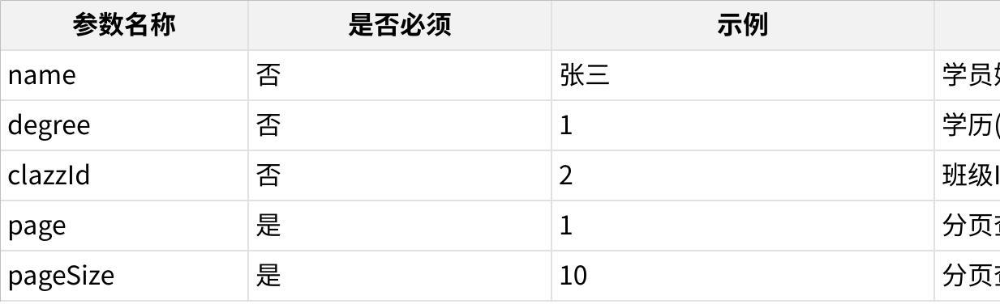 参数名称 是否必须 示例
name 否 张三 学员
degree 否 1 学历(
clazzId 否 2 班级I
page 是 1 分页
pageSize 是 10 分页